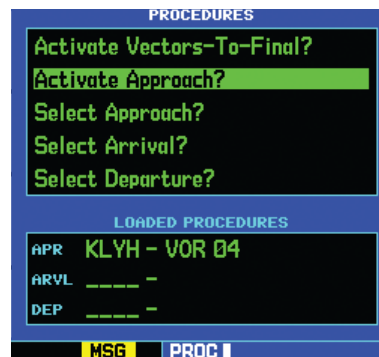 PROCEDURES
Activate Vectors-To-Final?
Activate Approach?
Select Approach?
Select Arrival?
Select Departure?
LOADED PROCEDURES
APR KLYH - VOR 04
ARVL ____ -
DEP ____ -
MSG PROC